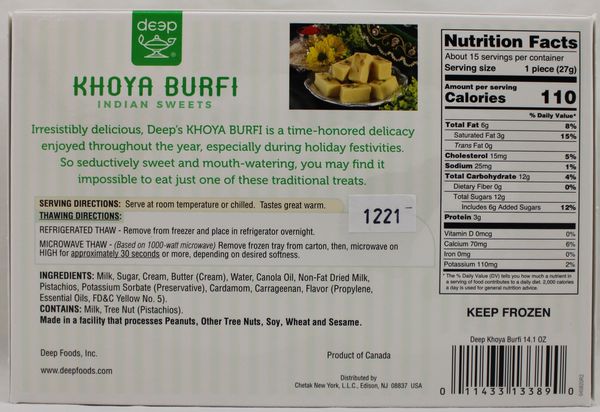 deep
®
KHOYA BURFI
INDIAN SWEETS
Irresistibly delicious, Deep's KHOYA BURFI is a time-honored delicacy
enjoyed throughout the year, especially during holiday festivities.
So seductively sweet and mouth-watering, you may find it
impossible to eat just one of these traditional treats.
SERVING DIRECTIONS: Serve at room temperature or chilled. Tastes great warm.
THAWING DIRECTIONS:
1221
REFRIGERATED THAW - Remove from freezer and place in refrigerator overnight.
MICROWAVE THAW - (Based on 1000-watt microwave) Remove frozen tray from carton, then, microwave on
HIGH for approximately 30 seconds or more, depending on desired softness.
INGREDIENTS: Milk, Sugar, Cream, Butter (Cream), Water, Canola Oil, Non-Fat Dried Milk,
Pistachios, Potassium Sorbate (Preservative), Cardamom, Carrageenan, Flavor (Propylene,
Essential Oils, FD&C Yellow No. 5).
CONTAINS: Milk, Tree Nut (Pistachios).
Made in a facility that processes Peanuts, Other Tree Nuts, Soy, Wheat and Sesame.
Deep Foods, Inc.
Product of Canada
www.deepfoods.com
Distributed by
Chetak New York, L.L.C., Edison, NJ 08837 USA
Nutrition Facts
About 15 servings per container
Serving size 1 piece (27g)
Amount per serving
Calories 110
% Daily Value*
Total Fat 6g 8%
Saturated Fat 3g 15%
Trans Fat 0g
Cholesterol 15mg 5%
Sodium 25mg 1%
Total Carbohydrate 12g 4%
Dietary Fiber 0g 0%
Total Sugars 12g
Includes 6g Added Sugars 12%
Protein 3g
Vitamin D 0mcg 0%
Calcium 70mg 6%
Iron 0mg 0%
Potassium 110mg 2%
* The % Daily Value (DV) tells you how much a nutrient in
a serving of food contributes to a daily diet. 2,000 calories
a day is used for general nutrition advice.
KEEP FROZEN
Deep Khoya Burfi 14.1 OZ
0 11433 13389 0